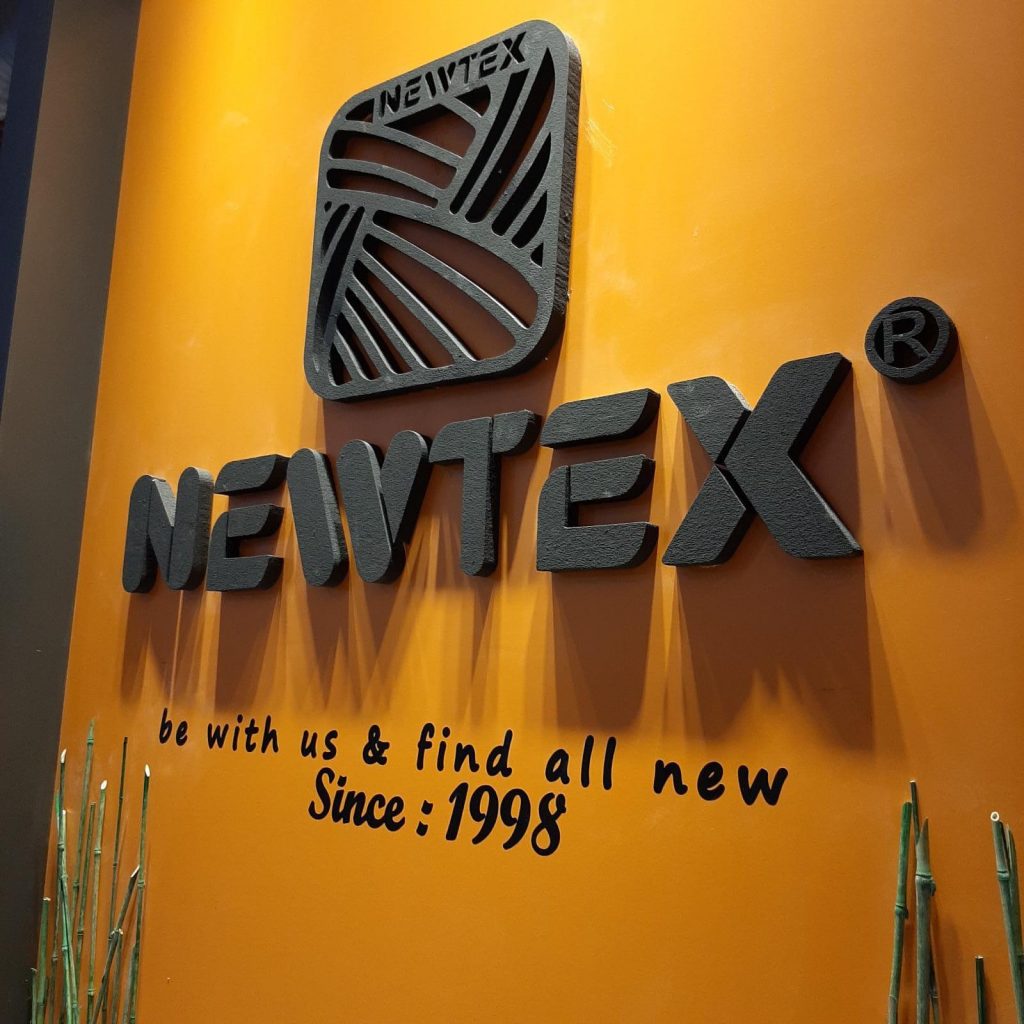 NEWTEX
NEWTEX®
be with us & find all new
Since : 1998